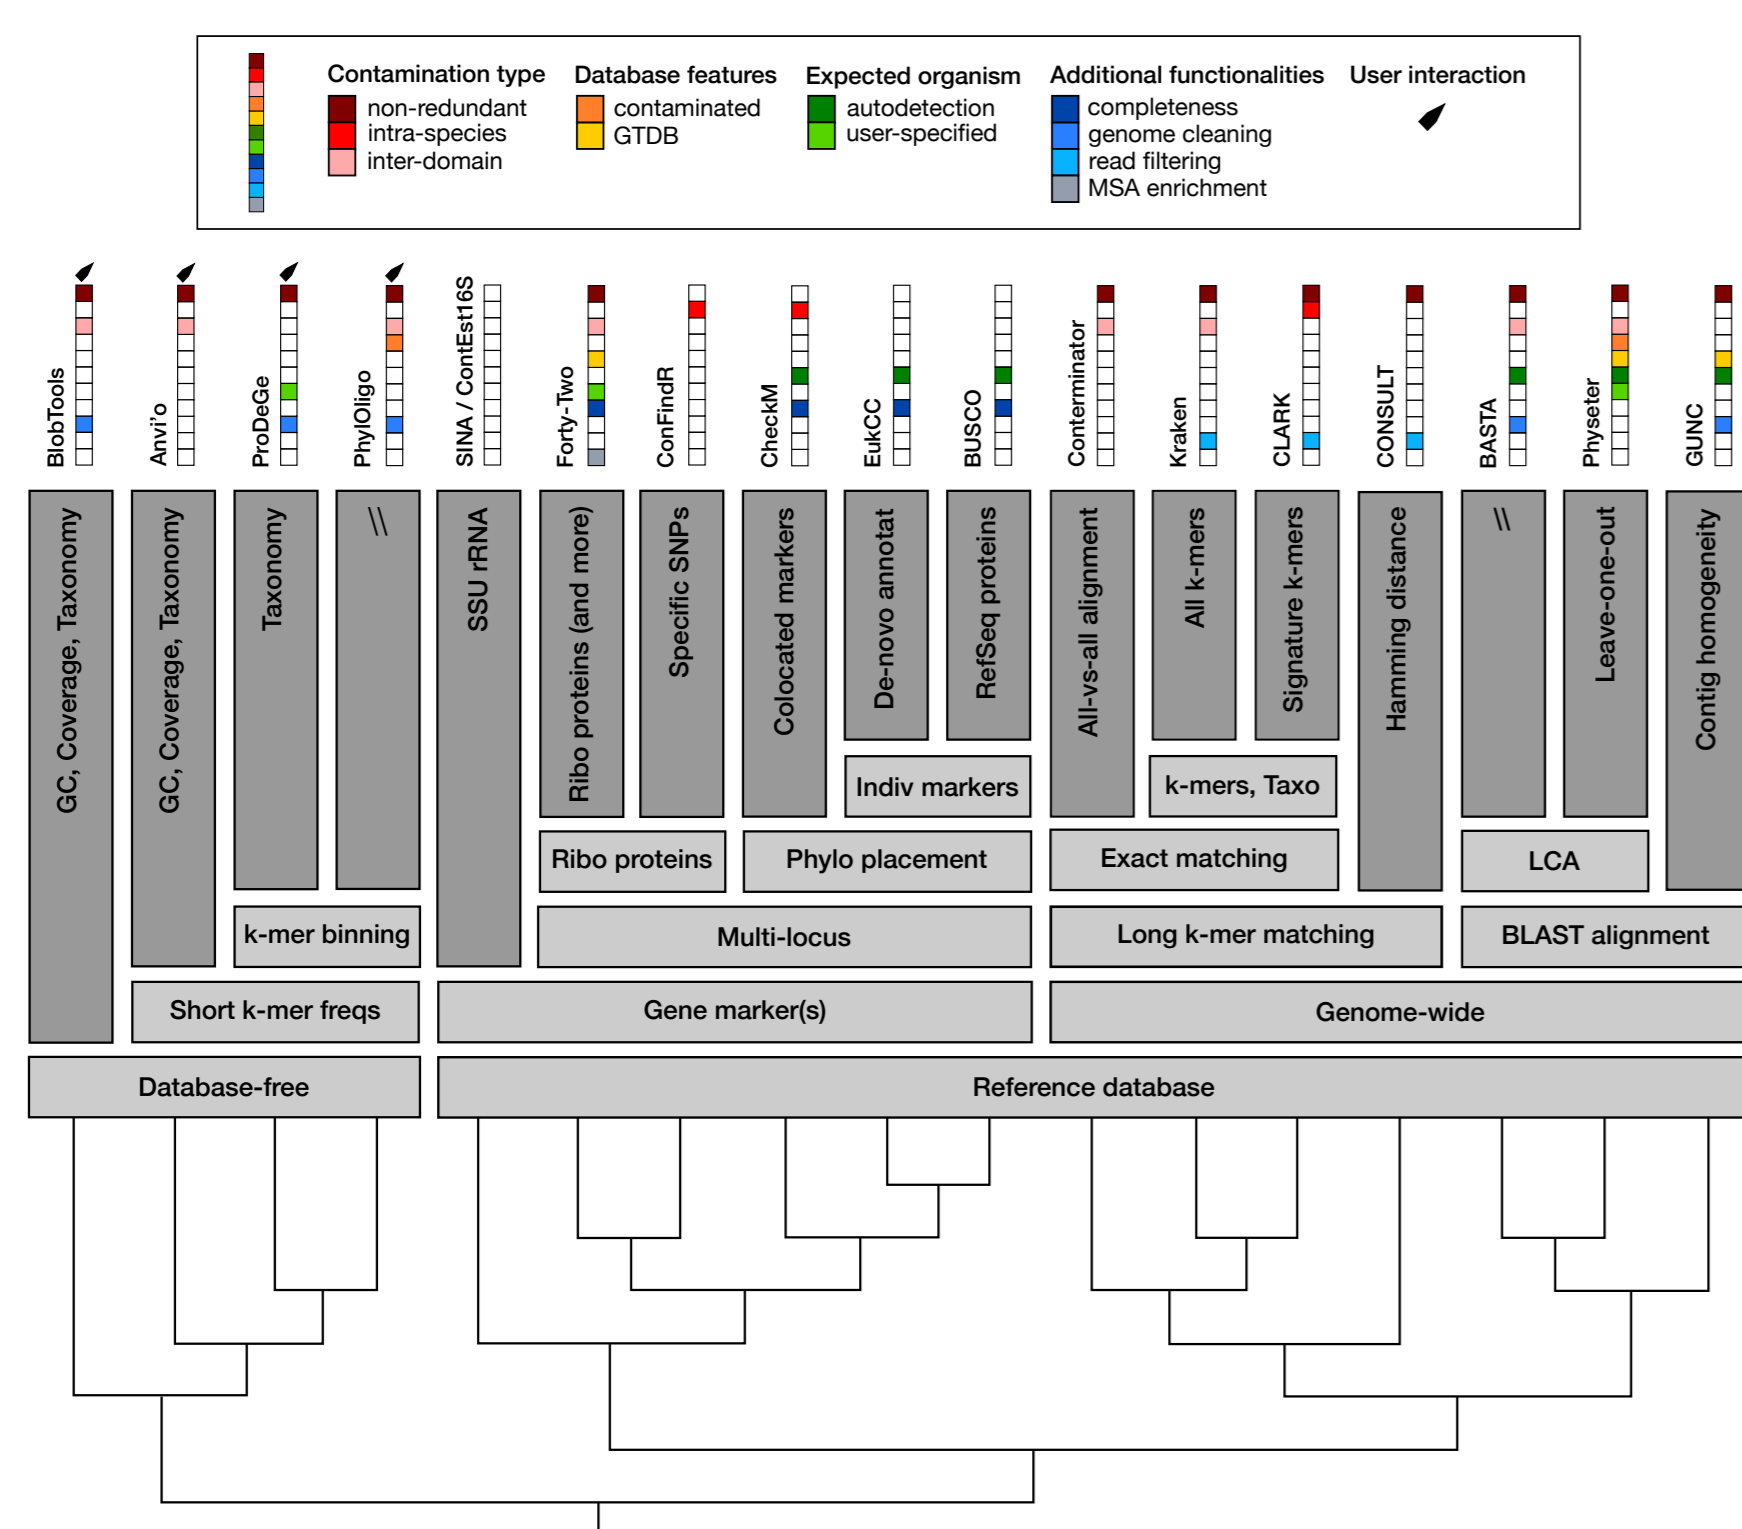 Contamination type
non-redundant
intra-species
inter-domain
Database features
contaminated
GTDB
Expected organism
autodetection
user-specified
Additional functionalities
completeness
genome cleaning
read filtering
MSA enrichment
User interaction
BlobTools
Anvi’o
ProDeGe
PhylOligo
SINA / ContEst16S
Forty-Two
ConFindR
CheckM
EukCC
BUSCO
Conterminator
Kraken
CLARK
CONSULT
BASTA
Physeter
GUNC
GC, Coverage, Taxonomy
GC, Coverage, Taxonomy
Taxonomy
\\
SSU rRNA
Ribo proteins (and more)
Specific SNPs
Colocated markers
De-novo annotat
RefSeq proteins
All-vs-all alignment
All k-mers
Signature k-mers
Hamming distance
\\
Leave-one-out
Contig homogeneity
Indiv markers
k-mers, Taxo
Ribo proteins
Phylo placement
Exact matching
LCA
k-mer binning
Multi-locus
Long k-mer matching
BLAST alignment
Short k-mer freqs
Gene marker(s)
Genome-wide
Database-free
Reference database